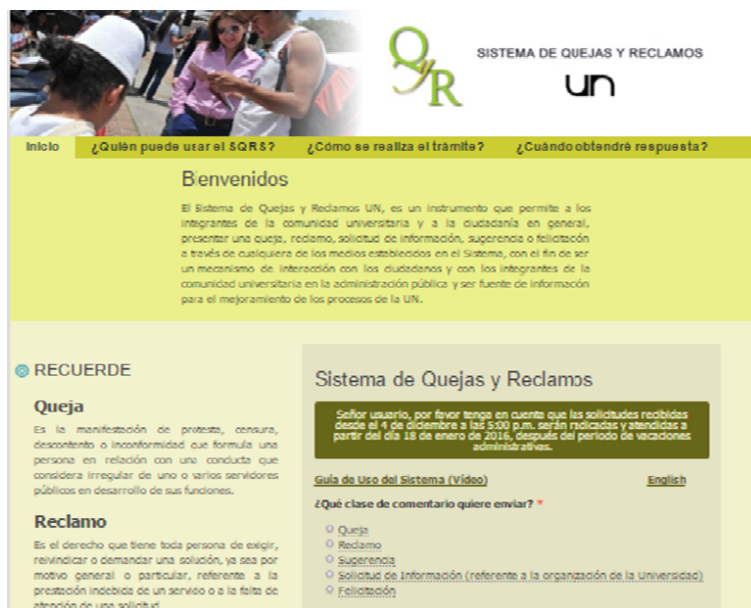 QyR
SISTEMA DE QUEJAS Y RECLAMOS
un
Inicio ¿Quién puede usar el SQRS? ¿Cómo se realiza el trámite? ¿Cuándo obtendré respuesta?
Bienvenidos
El Sistema de Quejas y Reclamos UN, es un instrumento que permite a los
integrantes de la comunidad universitaria y a la ciudadanía en general,
presentar una queja, reclamo, solicitud de información, sugerencia o felicitacón
a través de cualquiera de los medios establecidos en el Sistema, con el fin de ser
un mecanismo de interacción con los ciudadanos y con los integrantes de la
comunidad universitaria en la administración pública y ser fuente de información
para el mejoramiento de los procesos de la UN.
RECUERDE
Queja
Es la manifestación de protesta, censura,
descontento o inconformidad que formula una
persona en relación con una conducta que
considera irregular de uno o varios servidores
públicos en desarrollo de sus funciones.
Reclamo
Es el derecho que tiene toda persona de exigir,
reivindicar o demandar una solución, ya sea por
motivo general o particular, referente a la
prestación indebida de un servicio o a la falta de
atención de una solicitud
Sistema de Quejas y Reclamos
Señor usuario, por favor tenga en cuenta que las solicitudes recibidas
desde el 4 de diciembre a las 5:00 p.m. serán radicadas y atendidas a
partir del día 18 de enero de 2016, después del periodo de vacaciones
administrativas.
Guía de Uso del Sistema (Vídeo) English
¿Qué clase de comentario quiere enviar? *
Queja
Reclamo
Sugerencia
Solicitud de Información (referente a la organización de la Universidad)
Felicitación